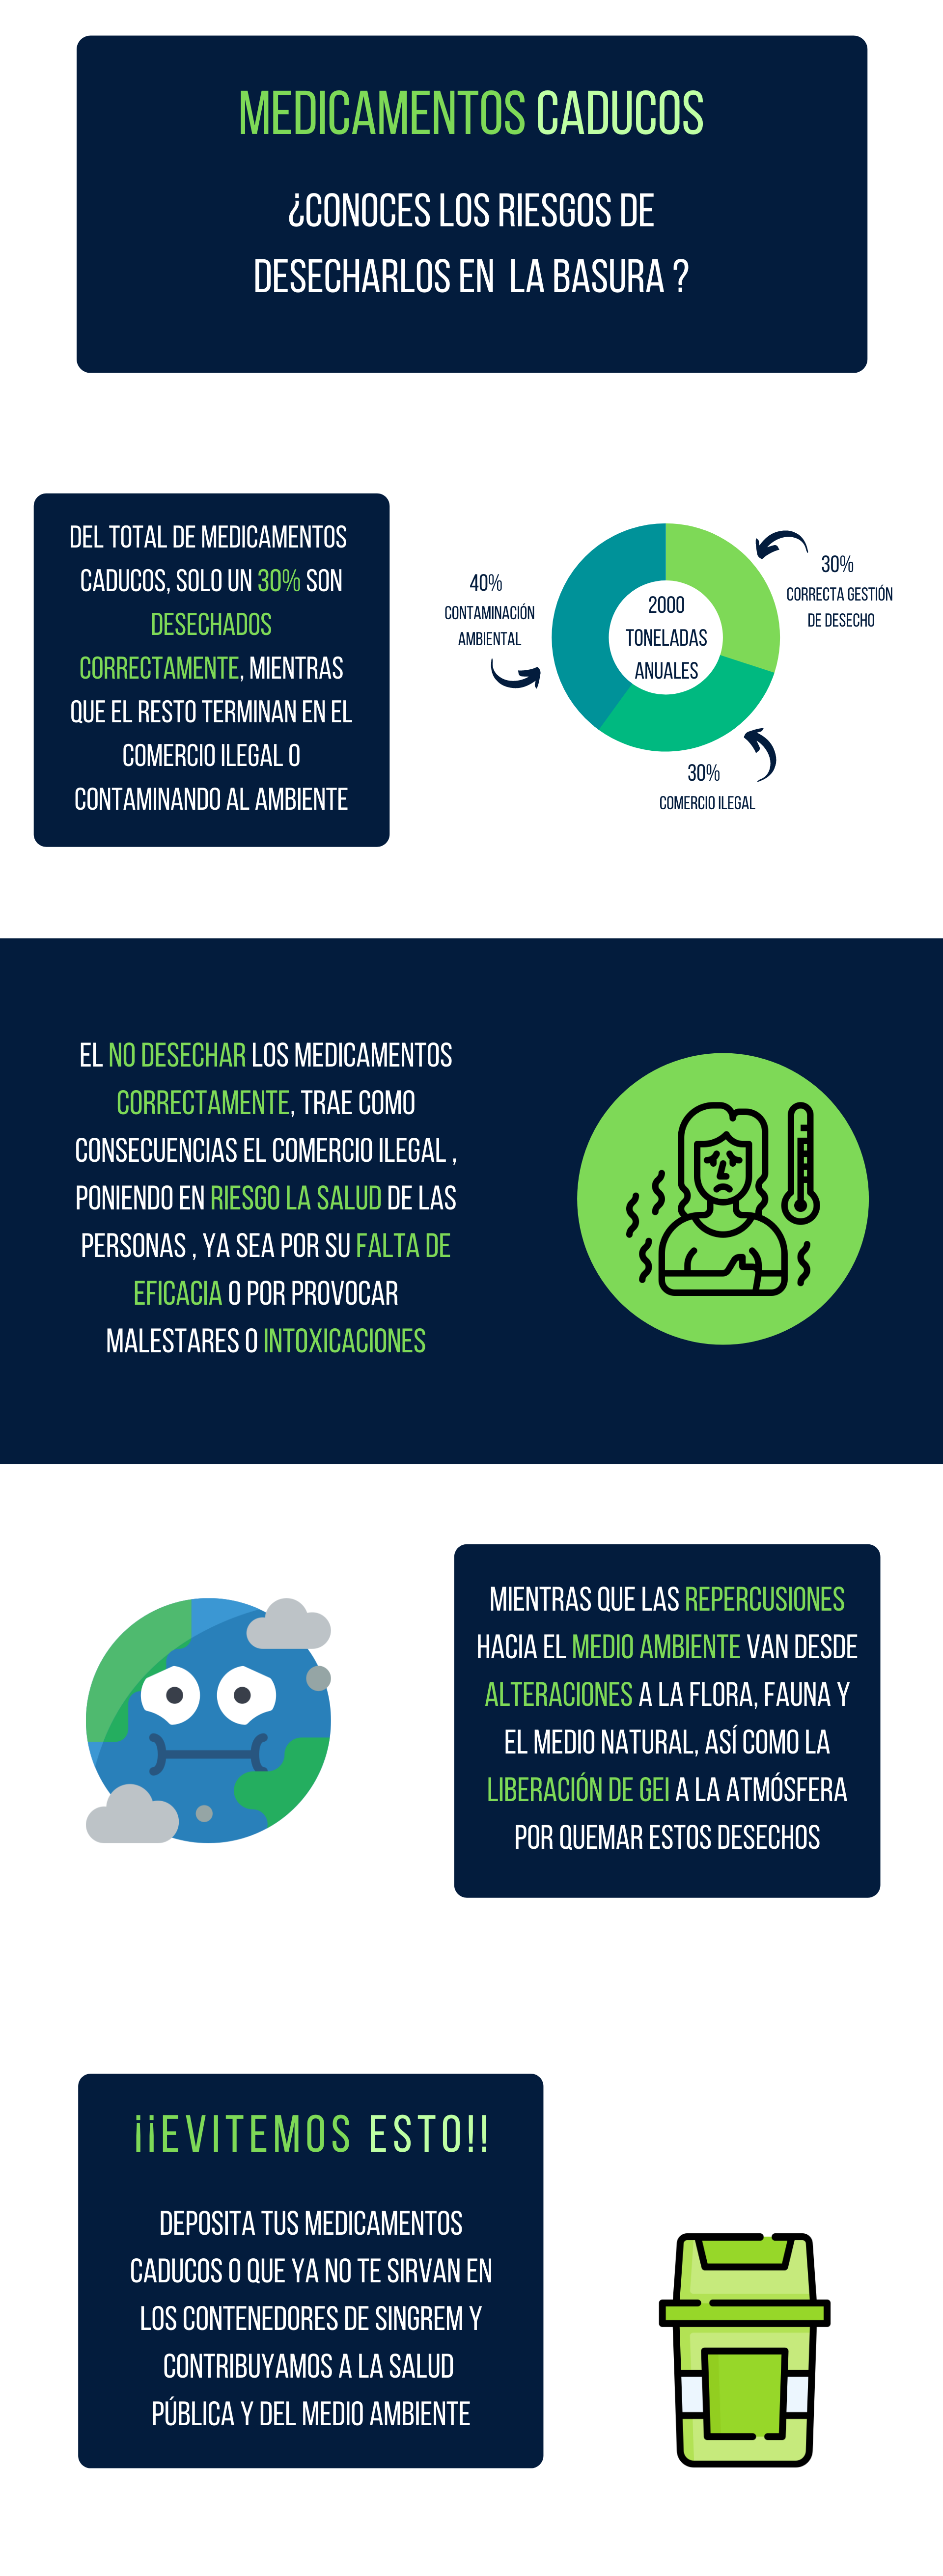 MEDICAMENTOS CADUCOS
¿CONOCES LOS RIESGOS DE
DESECHARLOS EN LA BASURA ?
DEL TOTAL DE MEDICAMENTOS
CADUCOS, SOLO UN 30% SON
DESECHADOS
CORRECTAMENTE, MIENTRAS
QUE EL RESTO TERMINAN EN EL
COMERCIO ILEGAL O
CONTAMINANDO AL AMBIENTE
40%
CONTAMINACIÓN
AMBIENTAL
2000
TONELADAS
ANUALES
30%
CORRECTA GESTIÓN
DE DESECHO
30%
COMERCIO ILEGAL
EL NO DESECHAR LOS MEDICAMENTOS
CORRECTAMENTE, TRAE COMO
CONSECUENCIAS EL COMERCIO ILEGAL ,
PONIENDO EN RIESGO LA SALUD DE LAS
PERSONAS , YA SEA POR SU FALTA DE
EFICACIA O POR PROVOCAR
MALESTARES O INTOXICACIONES
MIENTRAS QUE LAS REPERCUSIONES
HACIA EL MEDIO AMBIENTE VAN DESDE
ALTERACIONES A LA FLORA, FAUNA Y
EL MEDIO NATURAL, ASÍ COMO LA
LIBERACIÓN DE GEI A LA ATMÓSFERA
POR QUEMAR ESTOS DESECHOS
¡¡EVITEMOS ESTO!!
DEPOSITA TUS MEDICAMENTOS
CADUCOS O QUE YA NO TE SIRVAN EN
LOS CONTENEDORES DE SINGREM Y
CONTRIBUYAMOS A LA SALUD
PÚBLICA Y DEL MEDIO AMBIENTE